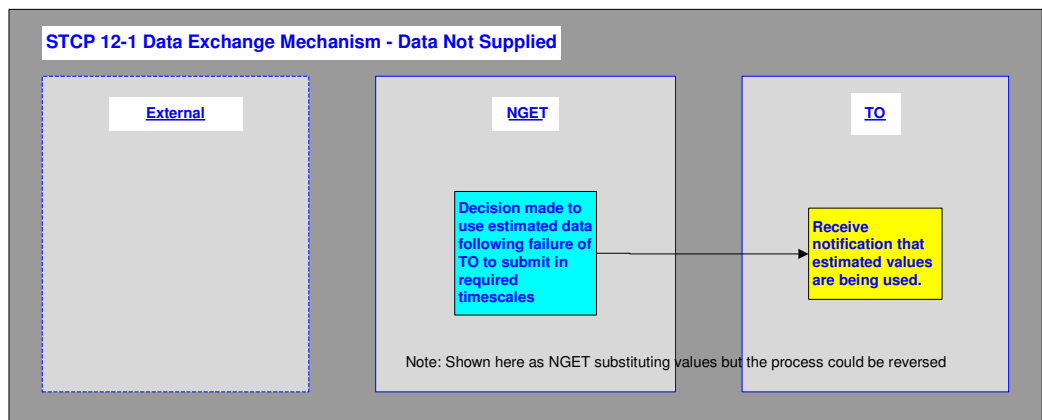 STCP 12-1 Data Exchange Mechanism - Data Not Supplied
External
NGET
TO
Decision made to
use estimated data
following failure of
TO to submit in
required
timescales
Receive
notification that
estimated values
are being used.
Note: Shown here as NGET substituting values but the process could be reversed